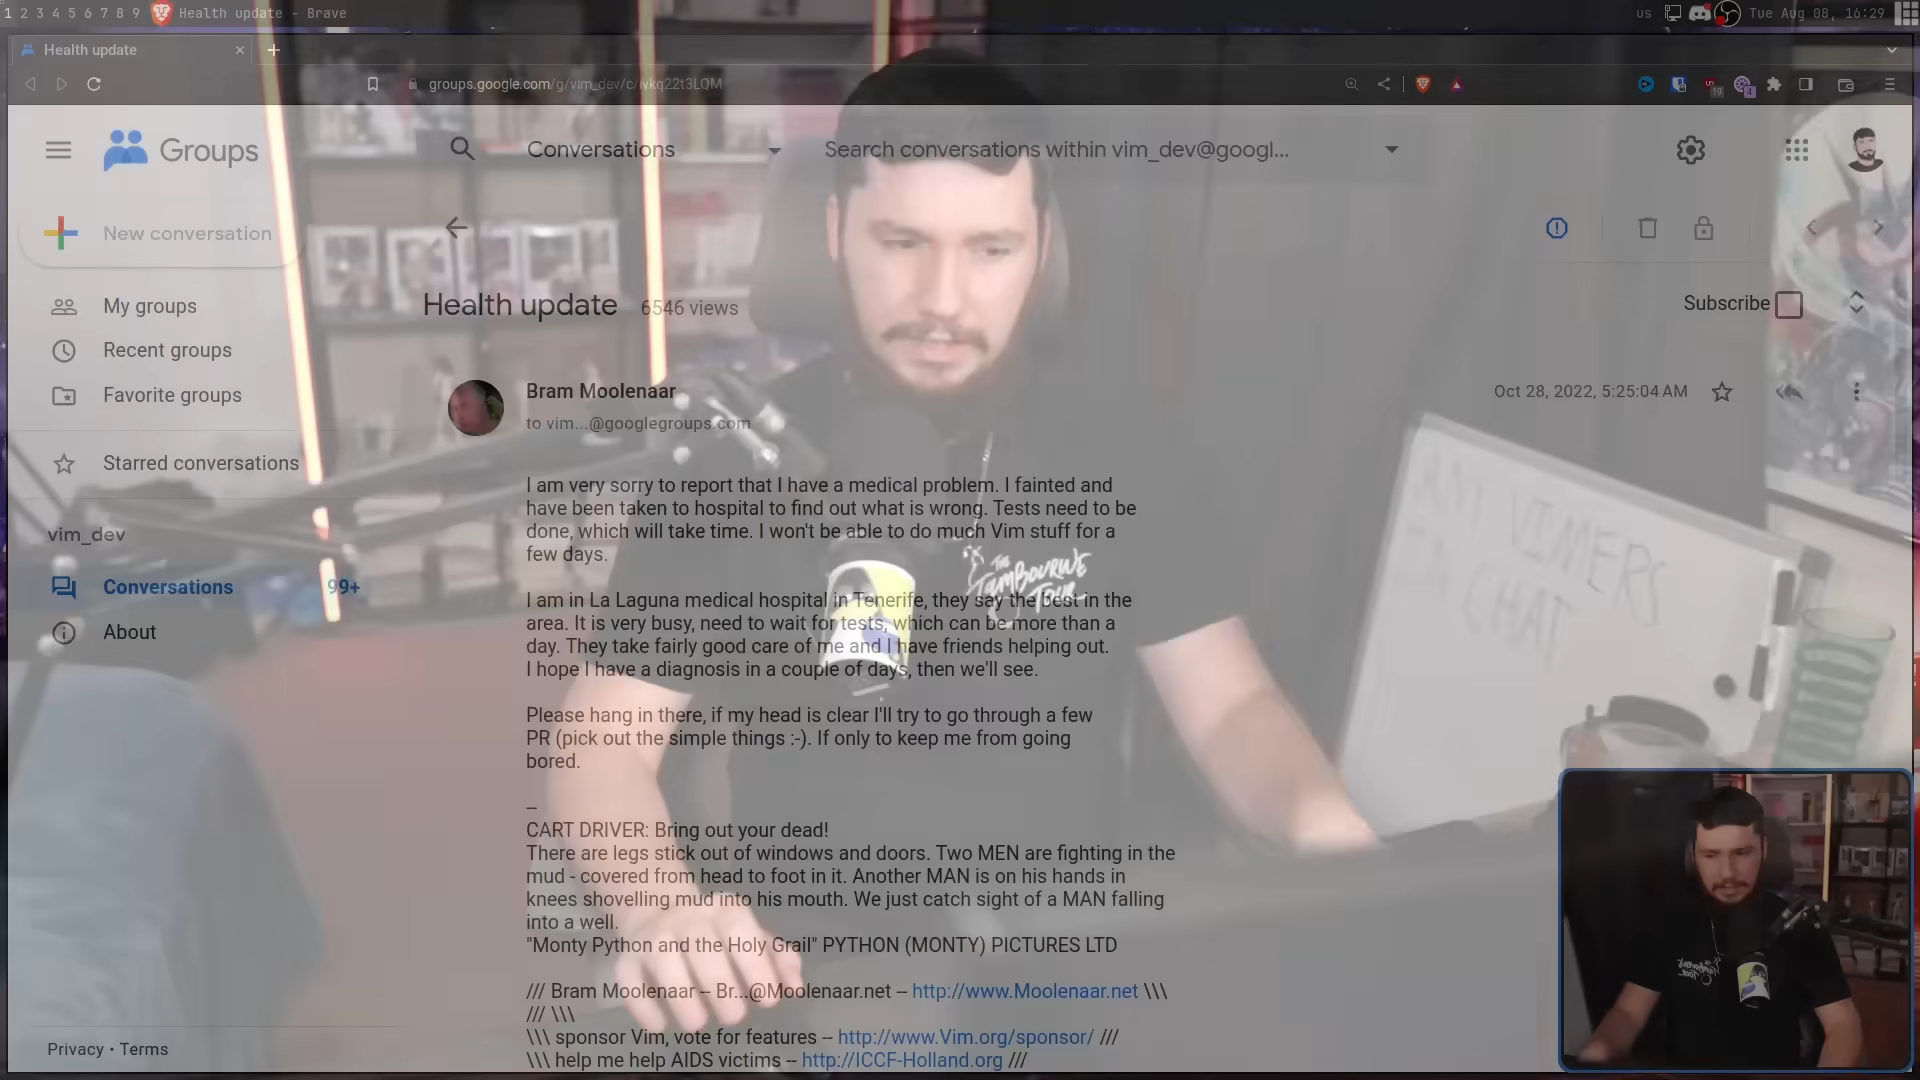 1 2 3 4 5 6 7 8 9 Health update - Brave us Tue Aug 08, 16:29
Health update
groups.google.com/g/vim_dev/c/ivkq22t3LQM 19 4
Groups Conversations Search conversations within vim_dev@googl...
New conversation
My groups
Recent groups
Favorite groups
Starred conversations
vim_dev
Conversations 99+
About
Privacy • Terms
Health update 6546 views Subscribe
Bram Moolenaar Oct 28, 2022, 5:25:04 AM
to vim...@googlegroups.com
I am very sorry to report that I have a medical problem. I fainted and
have been taken to hospital to find out what is wrong. Tests need to be
done, which will take time. I won't be able to do much Vim stuff for a
few days.
I am in La Laguna medical hospital in Tenerife, they say the best in the
area. It is very busy, need to wait for tests, which can be more than a
day. They take fairly good care of me and I have friends helping out.
I hope I have a diagnosis in a couple of days, then we'll see.
Please hang in there, if my head is clear I'll try to go through a few
PR (pick out the simple things :-). If only to keep me from going
bored.
--
CART DRIVER: Bring out your dead!
There are legs stick out of windows and doors. Two MEN are fighting in the
mud - covered from head to foot in it. Another MAN is on his hands in
knees shovelling mud into his mouth. We just catch sight of a MAN falling
into a well.
"Monty Python and the Holy Grail" PYTHON (MONTY) PICTURES LTD
/// Bram Moolenaar -- Br...@Moolenaar.net -- http://www.Moolenaar.net \\\
/// \\\
\\\ sponsor Vim, vote for features -- http://www.Vim.org/sponsor/ ///
\\\ help me help AIDS victims -- http://ICCF-Holland.org ///
THE
TAMBOURINE
TOUR
VIMERS
CHAT